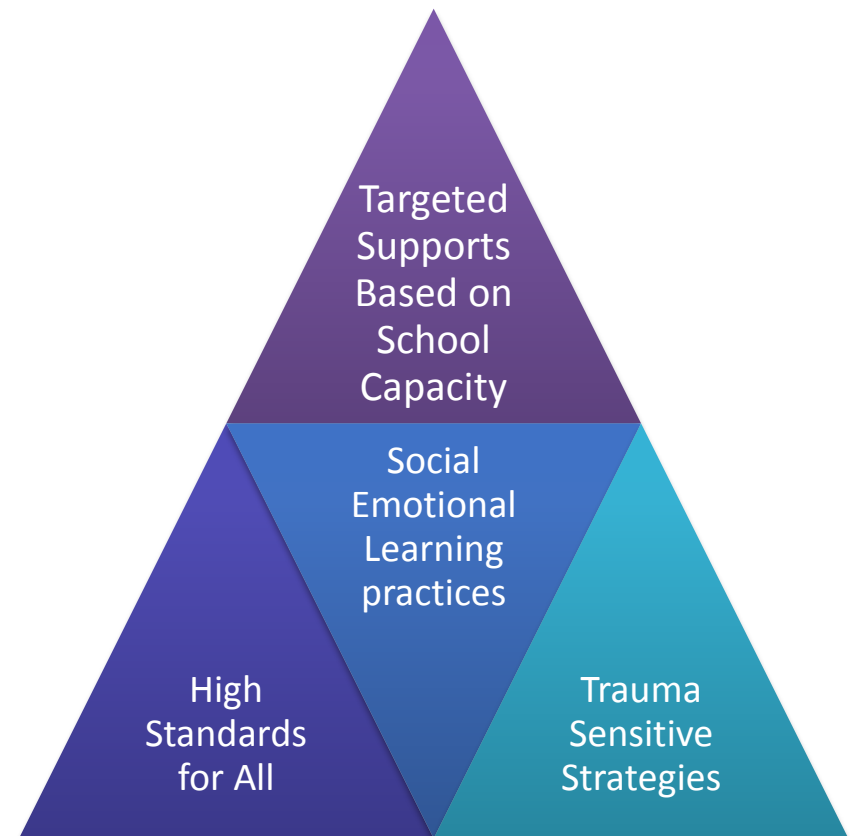 Targeted
Supports
Based on
School
Capacity
Social
Emotional
Learning
practices
High
Standards
for All
Trauma
Sensitive
Strategies